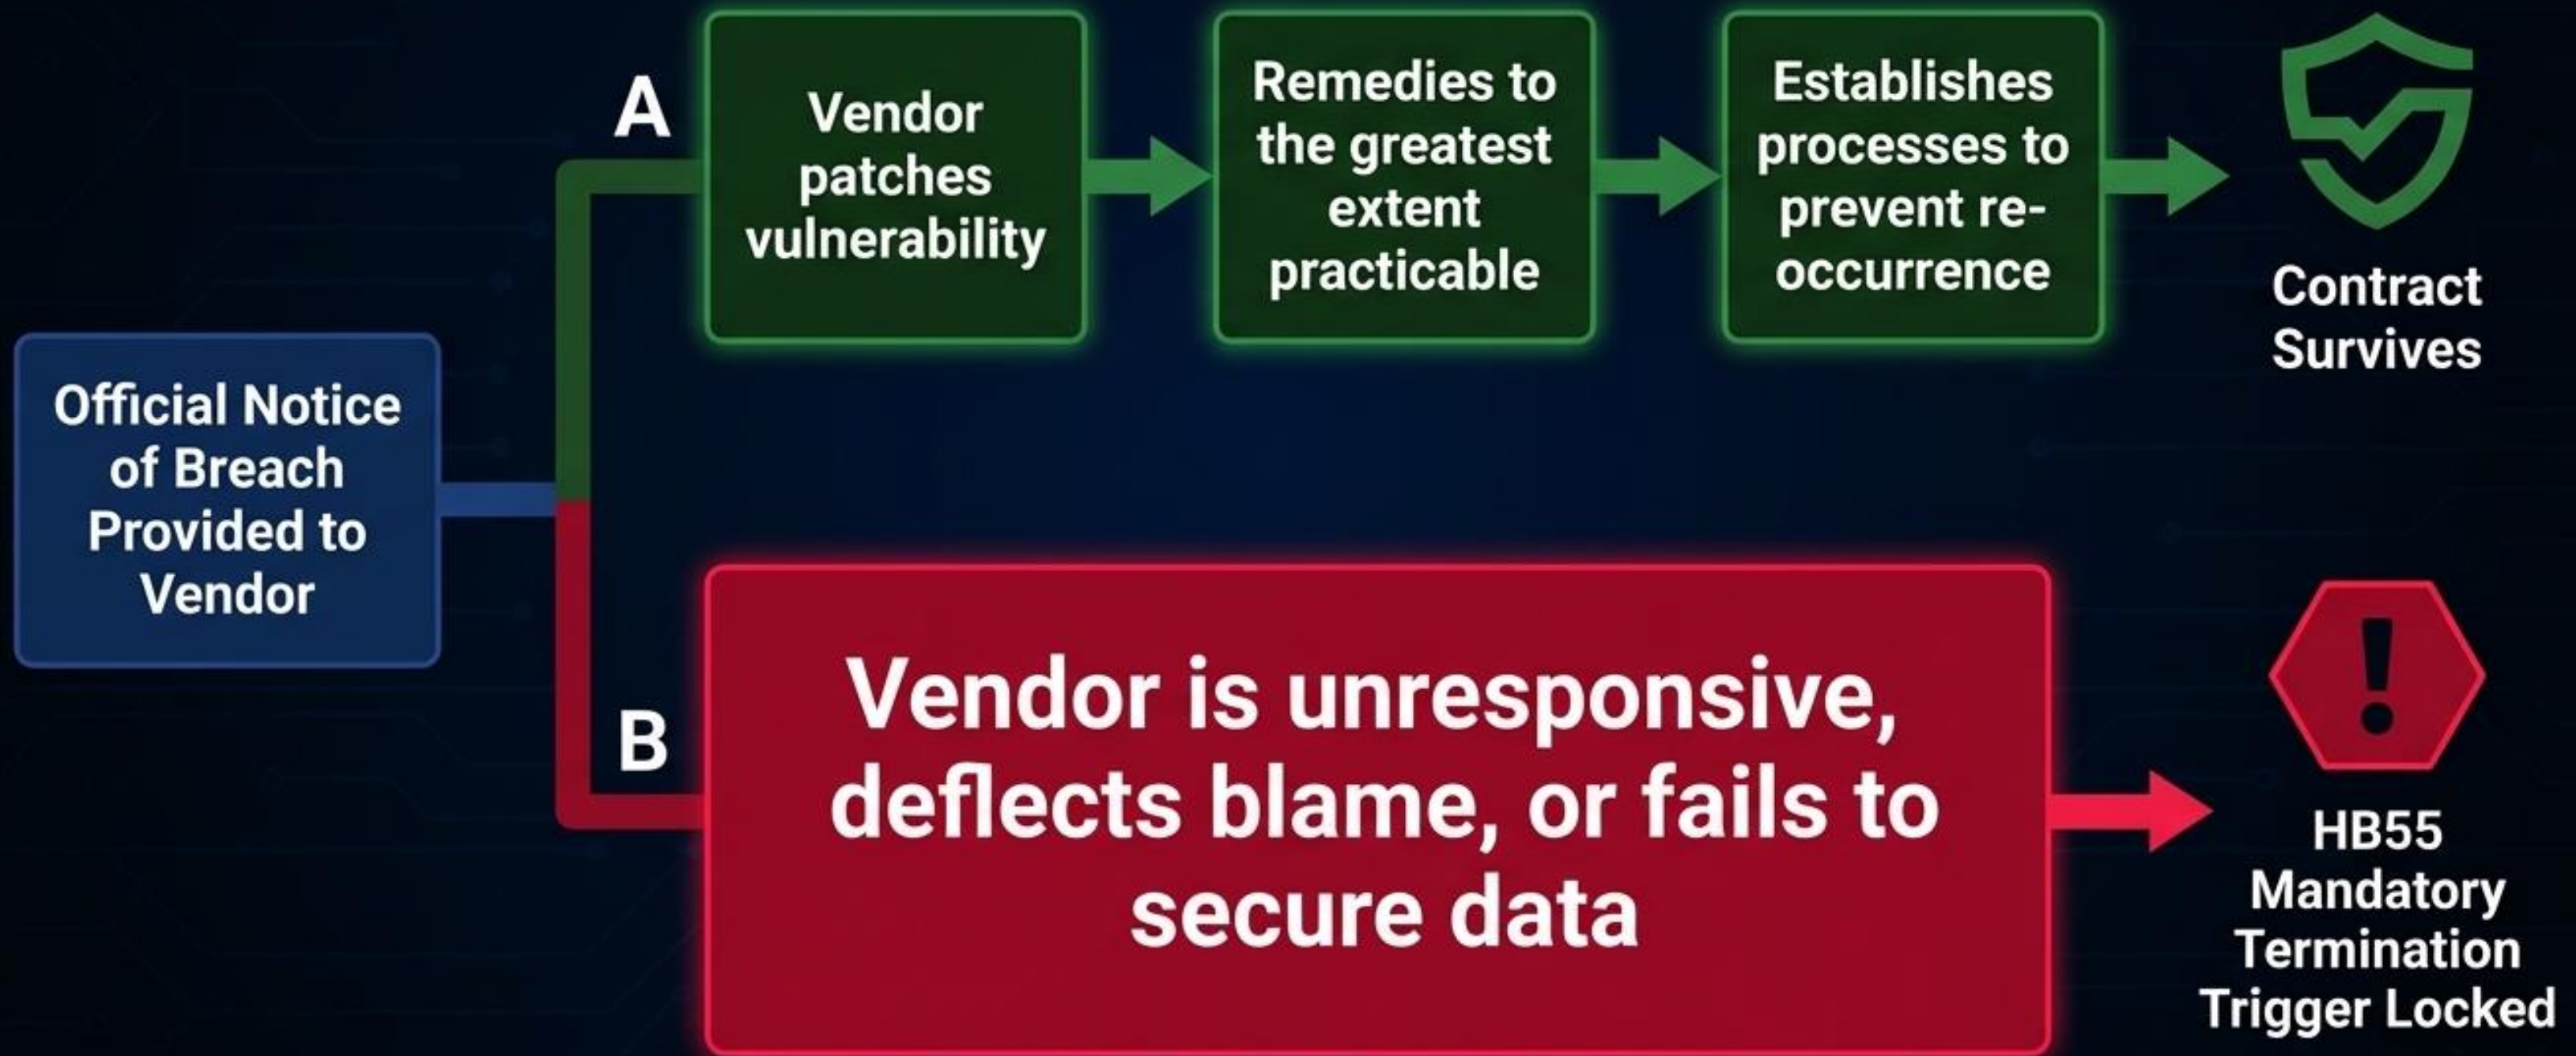 Official Notice
of Breach
Provided to
Vendor
A
Vendor
patches
vulnerability
Remedies to
the greatest
extent
practicable
Establishes
processes to
prevent re-
occurrence
Contract
Survives
B
Vendor is unresponsive,
deflects blame, or fails to
secure data
!
HB55
Mandatory
Termination
Trigger Locked